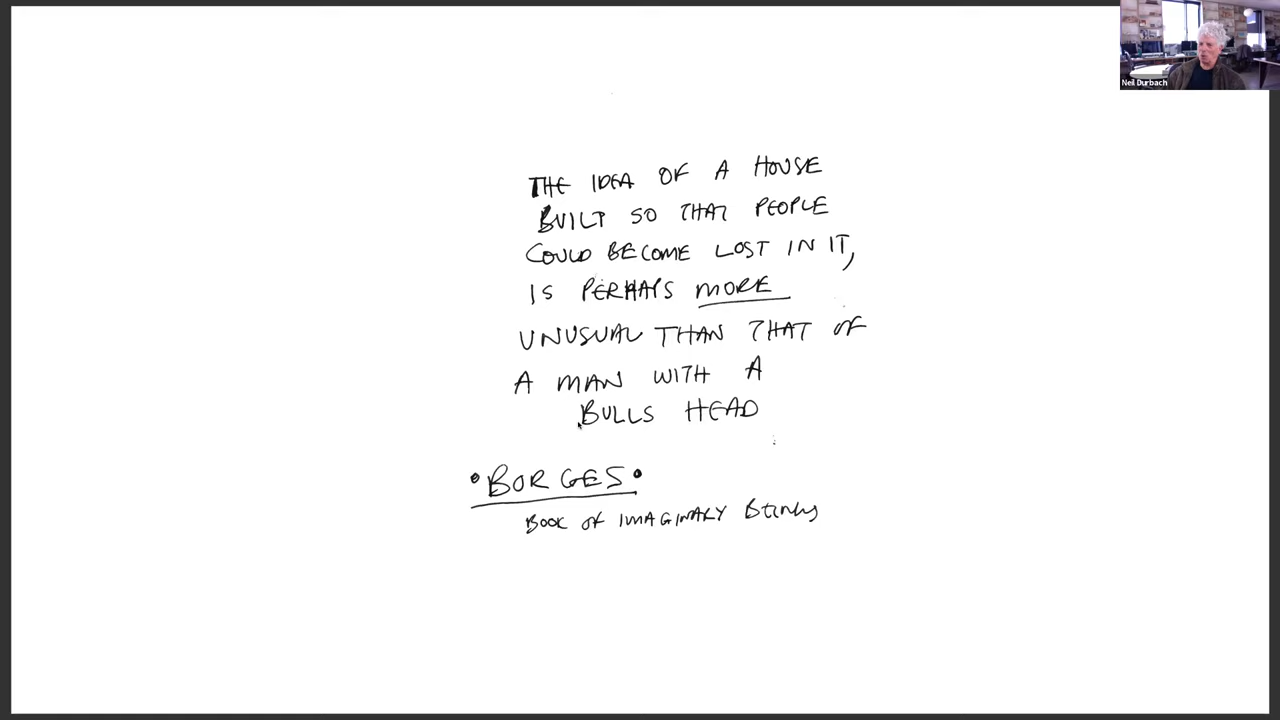 Neil Durbach
THE IDEA OF A HOUSE
BUILT SO THAT PEOPLE
COULD BECOME LOST IN IT,
IS PERHAPS MORE
UNUSUAL THAN THAT OF
A MAN WITH A
BULLS HEAD
•BORGES•
BOOK OF IMAGINARY